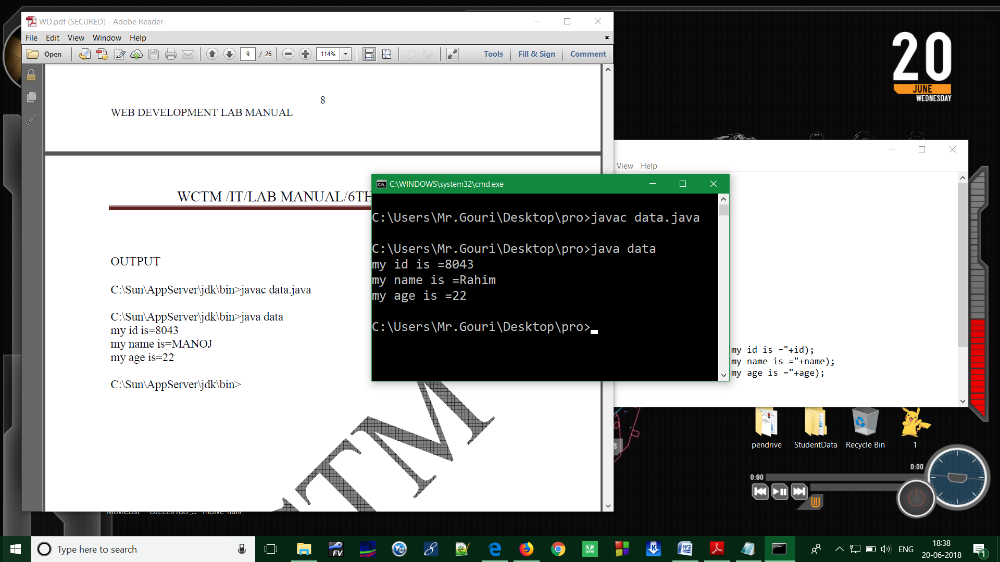 WD.pdf (SECURED) - Adobe Reader
File Edit View Window Help
Open 9 / 26 114% Tools Fill & Sign Comment
8
WEB DEVELOPMENT LAB MANUAL
WCTM /IT/LAB MANUAL/6TH
OUTPUT
C:\Sun\AppServer\jdk\bin>javac data.java
C:\Sun\AppServer\jdk\bin>java data
my id is=8043
my name is=MANOJ
my age is=22
C:\Sun\AppServer\jdk\bin>
TM
C:\WINDOWS\system32\cmd.exe
C:\Users\Mr.Gouri\Desktop\pro>javac data.java
C:\Users\Mr.Gouri\Desktop\pro>java data
my id is =8043
my name is =Rahim
my age is =22
C:\Users\Mr.Gouri\Desktop\pro>
View Help
my id is ="+id);
my name is ="+name);
my age is ="+age);
20
JUNE
WEDNESDAY
pendrive StudentData Recycle Bin 1
0:00
0:00
Type here to search
FV
ENG
18:38
20-06-2018
1